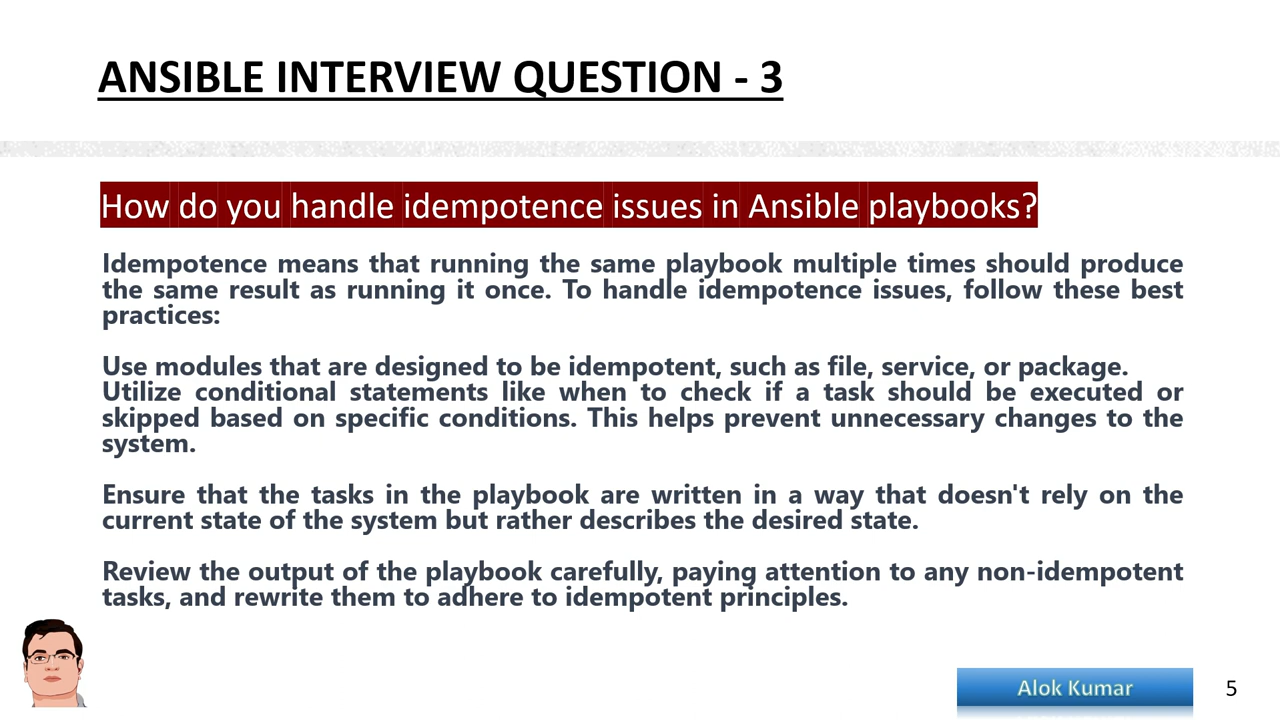 ANSIBLE INTERVIEW QUESTION - 3
How do you handle idempotence issues in Ansible playbooks?
Idempotence means that running the same playbook multiple times should produce
the same result as running it once. To handle idempotence issues, follow these best
practices:
Use modules that are designed to be idempotent, such as file, service, or package.
Utilize conditional statements like when to check if a task should be executed or
skipped based on specific conditions. This helps prevent unnecessary changes to the
system.
Ensure that the tasks in the playbook are written in a way that doesn't rely on the
current state of the system but rather describes the desired state.
Review the output of the playbook carefully, paying attention to any non-idempotent
tasks, and rewrite them to adhere to idempotent principles.
Alok Kumar
5